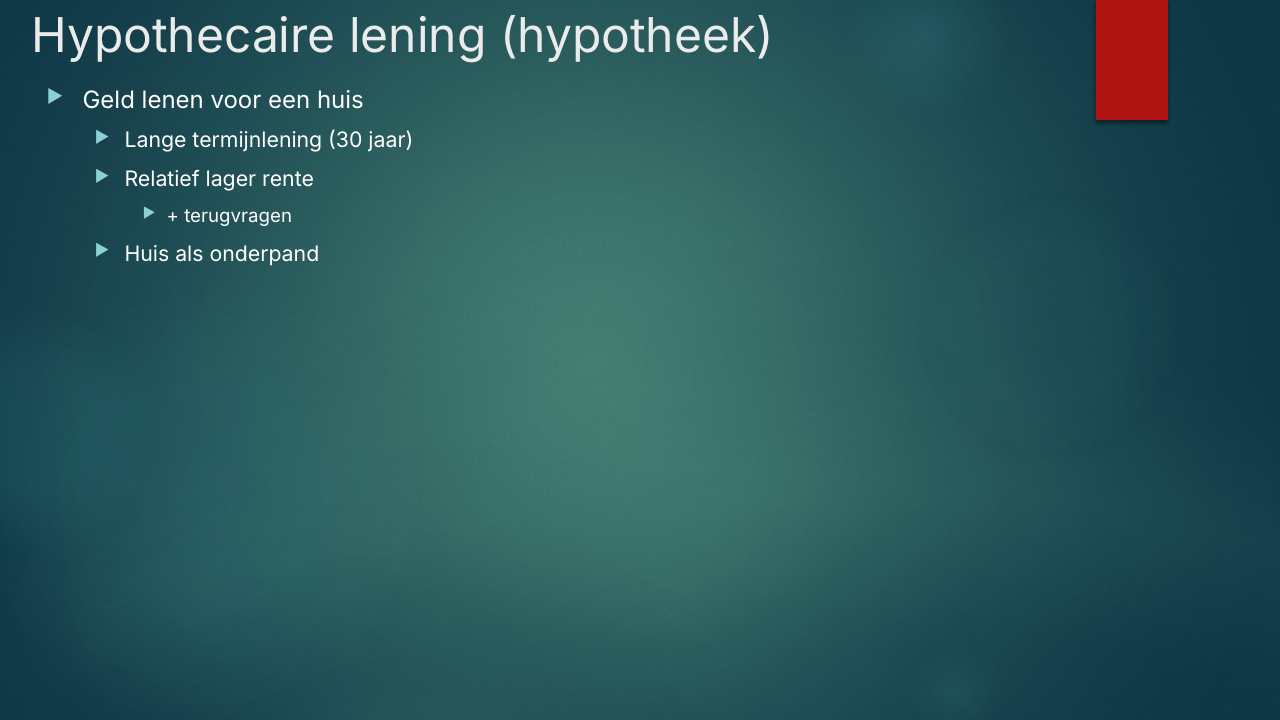 Hypothecaire lening (hypotheek)
Geld lenen voor een huis
Lange termijnlening (30 jaar)
Relatief lager rente
+ terugvragen
Huis als onderpand